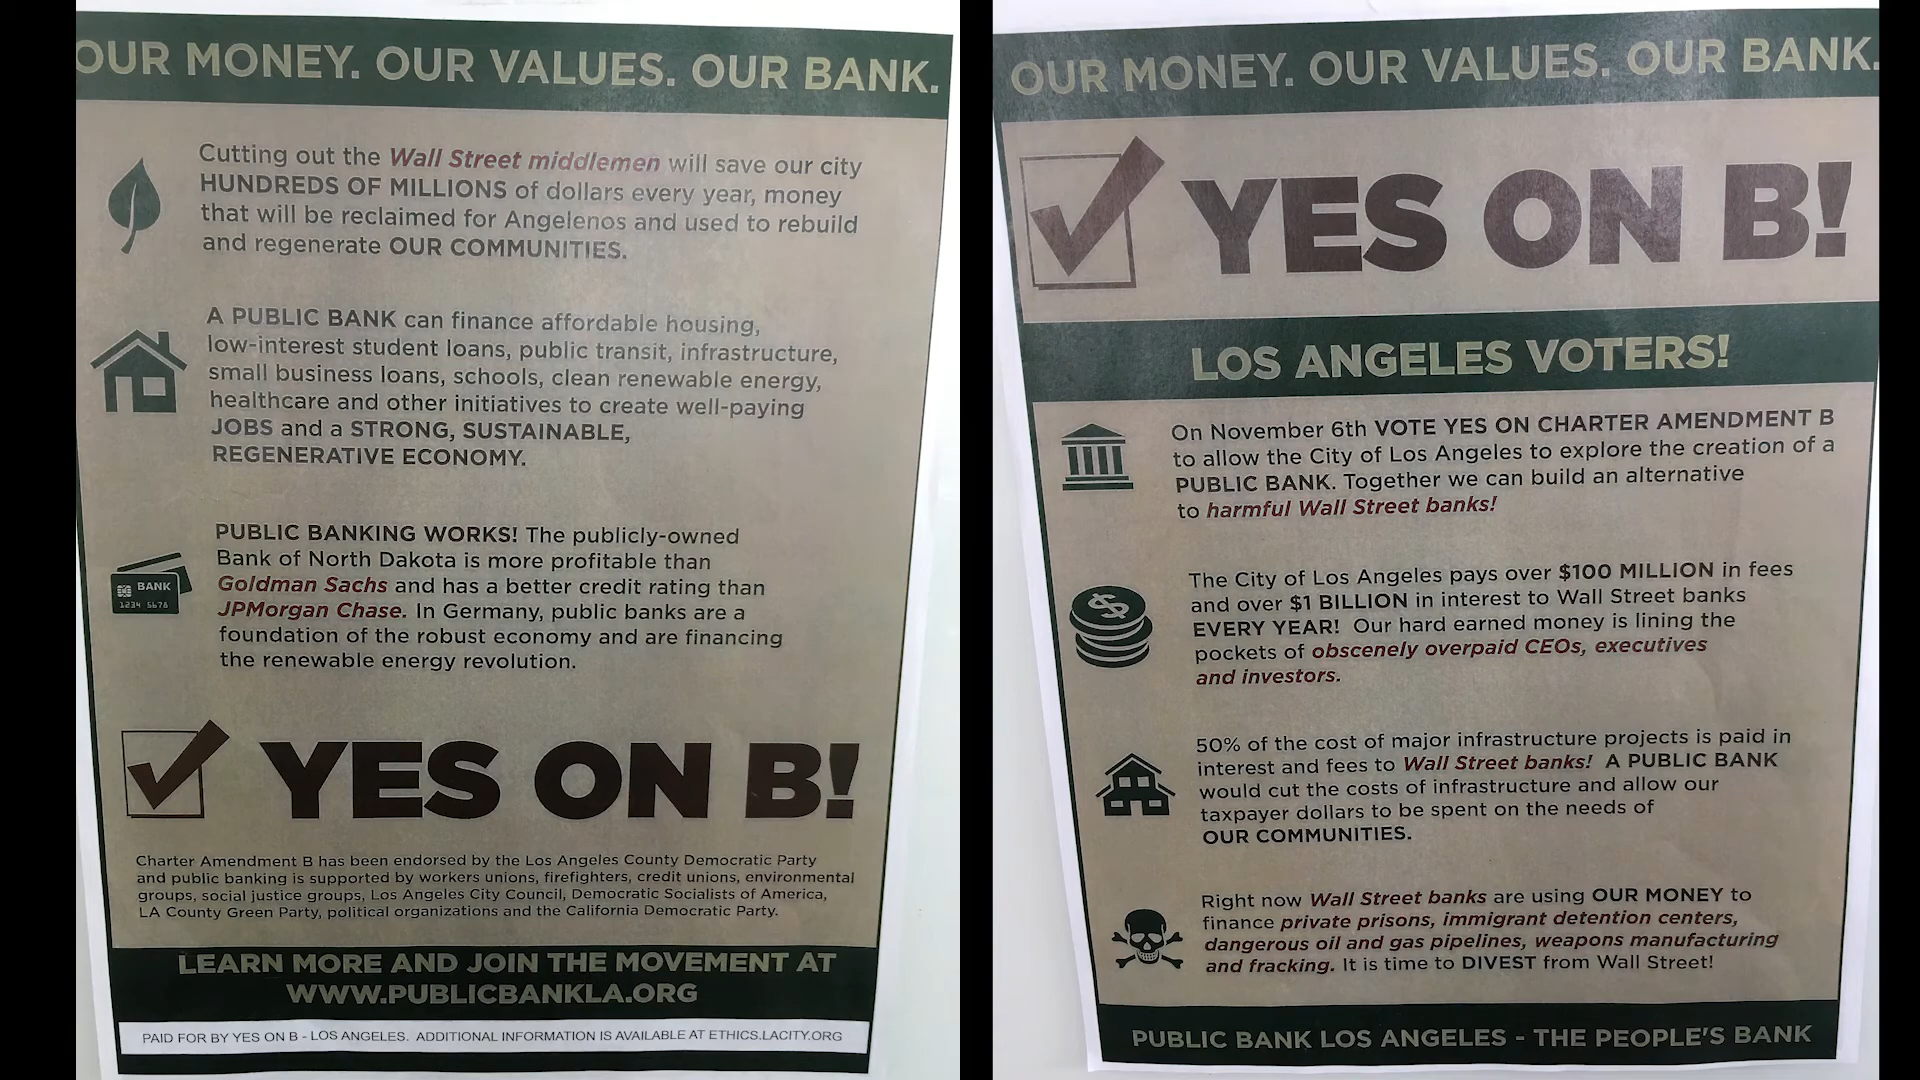 OUR MONEY. OUR VALUES. OUR BANK.
Cutting out the Wall Street middlemen will save our city
HUNDREDS OF MILLIONS of dollars every year, money
that will be reclaimed for Angelenos and used to rebuild
and regenerate OUR COMMUNITIES.
A PUBLIC BANK can finance affordable housing,
low-interest student loans, public transit, infrastructure,
small business loans, schools, clean renewable energy,
healthcare and other initiatives to create well-paying
JOBS and a STRONG, SUSTAINABLE,
REGENERATIVE ECONOMY.
BANK
1234 5678
PUBLIC BANKING WORKS! The publicly-owned
Bank of North Dakota is more profitable than
Goldman Sachs and has a better credit rating than
JPMorgan Chase. In Germany, public banks are a
foundation of the robust economy and are financing
the renewable energy revolution.
YES ON B!
Charter Amendment B has been endorsed by the Los Angeles County Democratic Party
and public banking is supported by workers unions, firefighters, credit unions, environmental
groups, social justice groups, Los Angeles City Council, Democratic Socialists of America,
LA County Green Party, political organizations and the California Democratic Party.
LEARN MORE AND JOIN THE MOVEMENT AT
WWW.PUBLICBANKLA.ORG
PAID FOR BY YES ON B - LOS ANGELES. ADDITIONAL INFORMATION IS AVAILABLE AT ETHICS.LACITY.ORG
OUR MONEY. OUR VALUES. OUR BANK.
YES ON B!
LOS ANGELES VOTERS!
On November 6th VOTE YES ON CHARTER AMENDMENT B
to allow the City of Los Angeles to explore the creation of a
PUBLIC BANK. Together we can build an alternative
to harmful Wall Street banks!
$
The City of Los Angeles pays over $100 MILLION in fees
and over $1 BILLION in interest to Wall Street banks
EVERY YEAR! Our hard earned money is lining the
pockets of obscenely overpaid CEOs, executives
and investors.
50% of the cost of major infrastructure projects is paid in
interest and fees to Wall Street banks! A PUBLIC BANK
would cut the costs of infrastructure and allow our
taxpayer dollars to be spent on the needs of
OUR COMMUNITIES.
Right now Wall Street banks are using OUR MONEY to
finance private prisons, immigrant detention centers,
dangerous oil and gas pipelines, weapons manufacturing
and fracking. It is time to DIVEST from Wall Street!
PUBLIC BANK LOS ANGELES - THE PEOPLE'S BANK